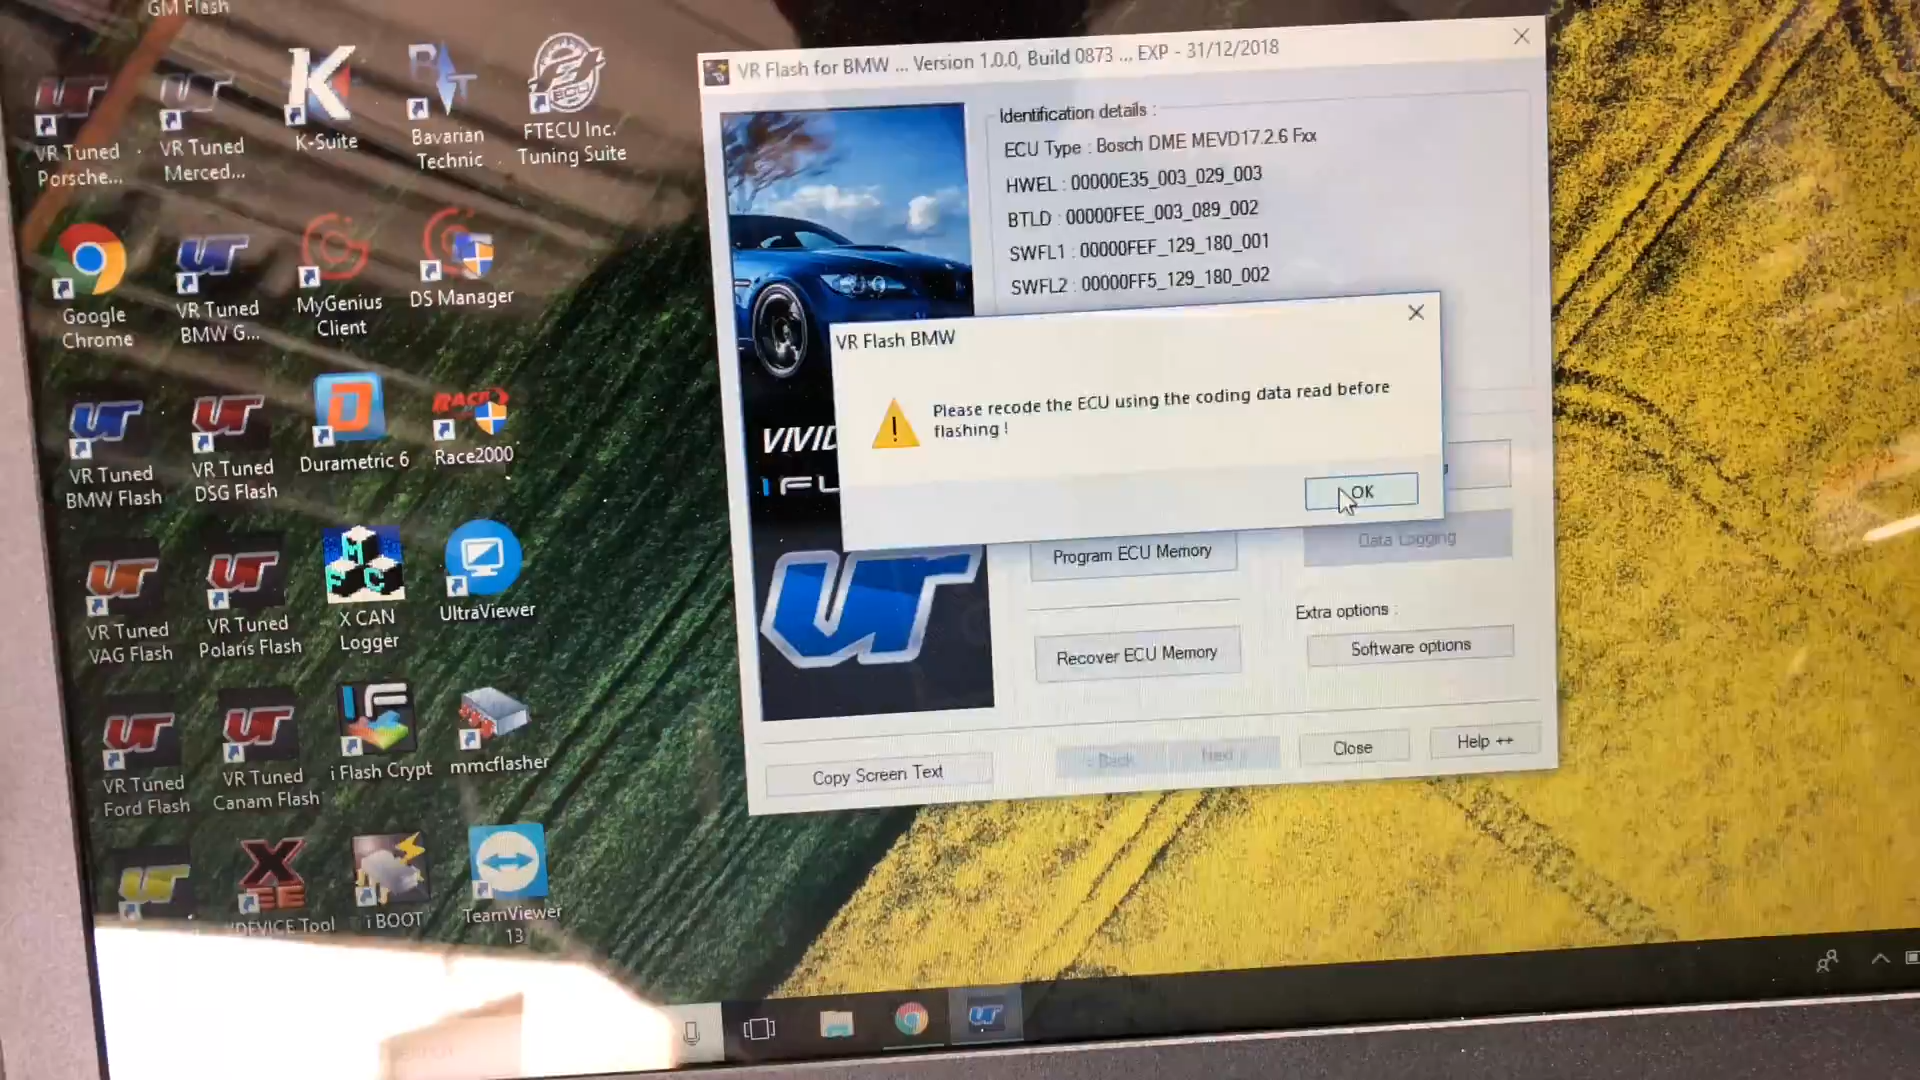 GM Flash
VR Tuned
Porsche...
VR Tuned
Merced...
K-Suite
Bavarian
Technic
FTECU Inc.
Tuning Suite
Google
Chrome
VR Tuned
BMW G...
MyGenius
Client
DS Manager
VR Tuned
BMW Flash
VR Tuned
DSG Flash
Durametric 6
RACE
Race2000
VR Tuned
VAG Flash
VR Tuned
Polaris Flash
X CAN
Logger
UltraViewer
VR Tuned
Ford Flash
VR Tuned
Canam Flash
i Flash Crypt
mmcflasher
XDEVICE Tool
i BOOT
TeamViewer
13
VR Flash for BMW ... Version 1.0.0, Build 0873 ... EXP - 31/12/2018
Identification details :
ECU Type : Bosch DME MEVD17.2.6 Fxx
HWEL : 00000E35_003_029_003
BTLD : 00000FEE_003_089_002
SWFL1 : 00000FEF_129_180_001
SWFL2 : 00000FF5_129_180_002
VR Flash BMW
Please recode the ECU using the coding data read before
flashing !
OK
Program ECU Memory
Data Logging
Extra options :
Recover ECU Memory
Software options
Copy Screen Text
< Back
Next >
Close
Help ++